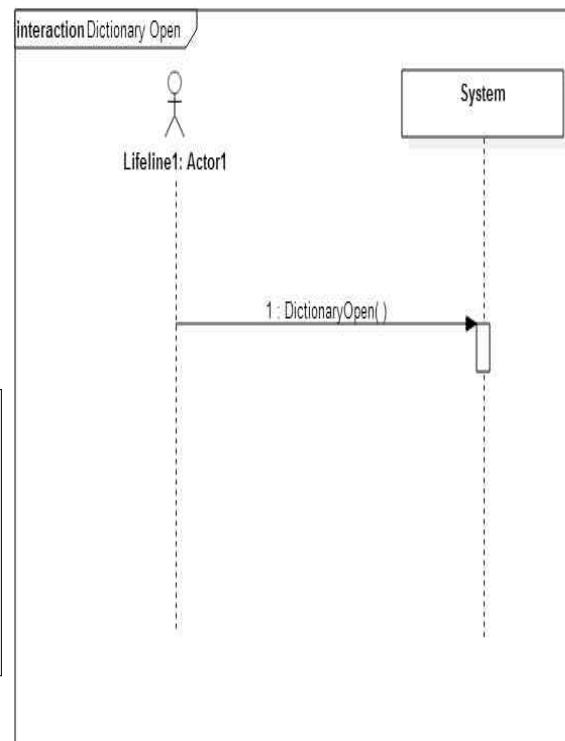 interaction Dictionary Open
System
Lifeline1: Actor1
1 : DictionaryOpen( )